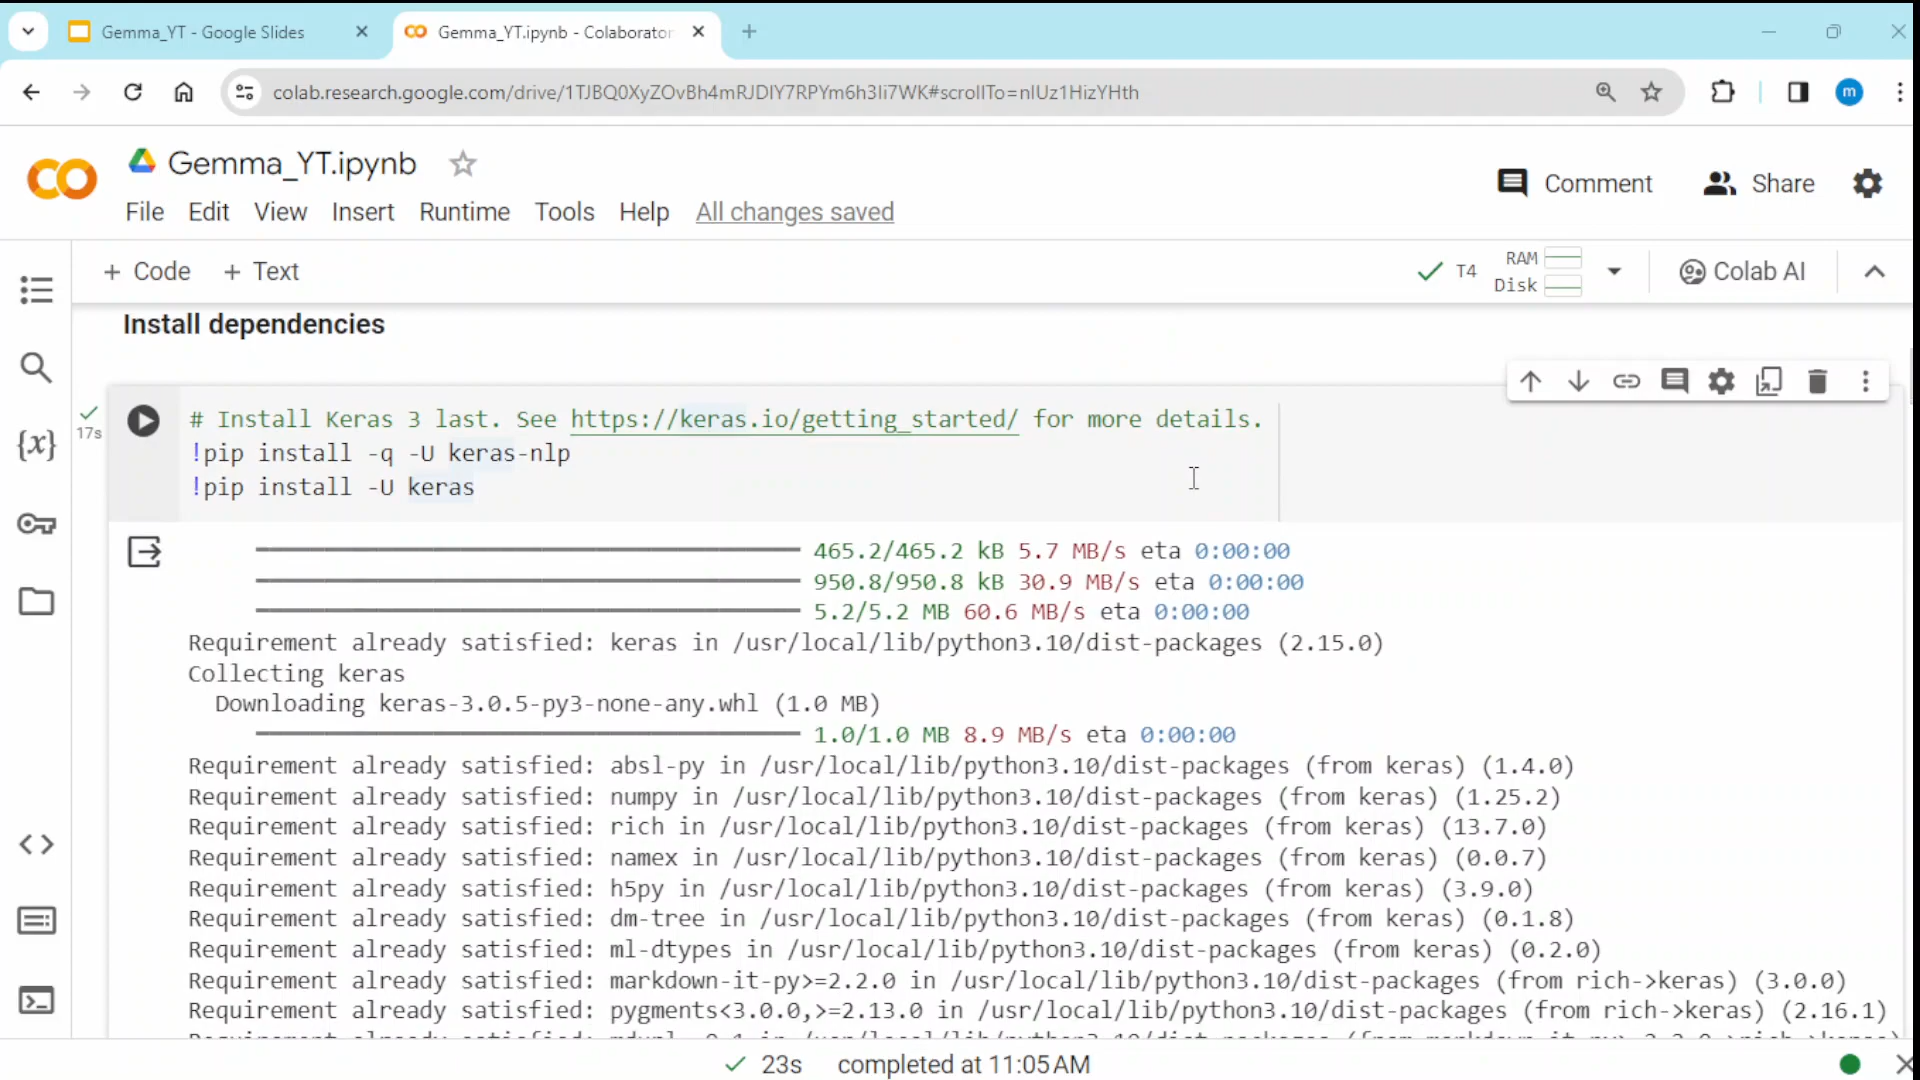 Gemma_YT - Google Slides
Gemma_YT.ipynb - Colaborator
colab.research.google.com/drive/1TJBQ0XyZOvBh4mRJDIY7RPYm6h3Ii7WK#scrollTo=nIUz1HizYHth
m
Gemma_YT.ipynb
Comment
Share
File Edit View Insert Runtime Tools Help All changes saved
+ Code + Text
T4
RAM
Disk
Colab AI
Install dependencies
17s
# Install Keras 3 last. See https://keras.io/getting_started/ for more details.
!pip install -q -U keras-nlp
!pip install -U keras
465.2/465.2 kB 5.7 MB/s eta 0:00:00
950.8/950.8 kB 30.9 MB/s eta 0:00:00
5.2/5.2 MB 60.6 MB/s eta 0:00:00
Requirement already satisfied: keras in /usr/local/lib/python3.10/dist-packages (2.15.0)
Collecting keras
Downloading keras-3.0.5-py3-none-any.whl (1.0 MB)
1.0/1.0 MB 8.9 MB/s eta 0:00:00
Requirement already satisfied: absl-py in /usr/local/lib/python3.10/dist-packages (from keras) (1.4.0)
Requirement already satisfied: numpy in /usr/local/lib/python3.10/dist-packages (from keras) (1.25.2)
Requirement already satisfied: rich in /usr/local/lib/python3.10/dist-packages (from keras) (13.7.0)
Requirement already satisfied: namex in /usr/local/lib/python3.10/dist-packages (from keras) (0.0.7)
Requirement already satisfied: h5py in /usr/local/lib/python3.10/dist-packages (from keras) (3.9.0)
Requirement already satisfied: dm-tree in /usr/local/lib/python3.10/dist-packages (from keras) (0.1.8)
Requirement already satisfied: ml-dtypes in /usr/local/lib/python3.10/dist-packages (from keras) (0.2.0)
Requirement already satisfied: markdown-it-py>=2.2.0 in /usr/local/lib/python3.10/dist-packages (from rich->keras) (3.0.0)
Requirement already satisfied: pygments<3.0.0,>=2.13.0 in /usr/local/lib/python3.10/dist-packages (from rich->keras) (2.16.1)
23s completed at 11:05 AM